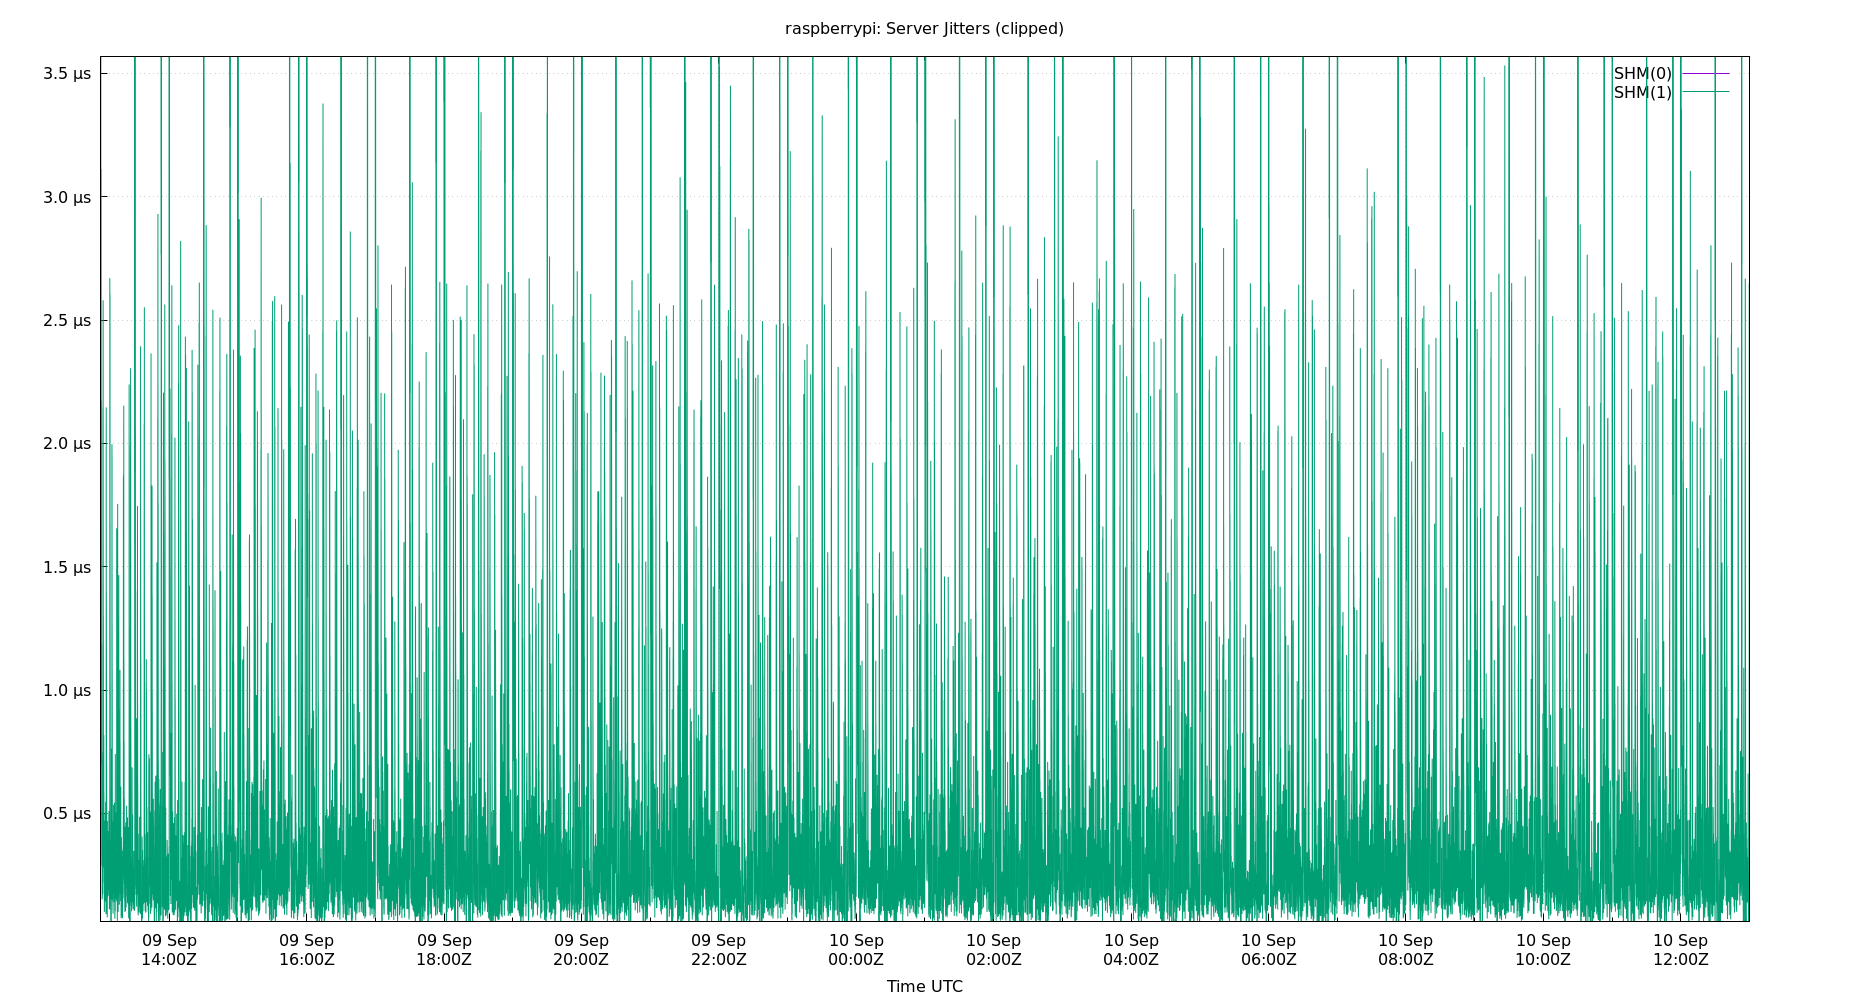 raspberrypi: Server Jitters (clipped)
3.5 µs
3.0 µs
2.5 µs
2.0 µs
1.5 µs
1.0 µs
0.5 µs
SHM(0)
SHM(1)
09 Sep 09 Sep 09 Sep 09 Sep 09 Sep 10 Sep 10 Sep 10 Sep 10 Sep 10 Sep 10 Sep 10 Sep
14:00Z 16:00Z 18:00Z 20:00Z 22:00Z 00:00Z 02:00Z 04:00Z 06:00Z 08:00Z 10:00Z 12:00Z
Time UTC